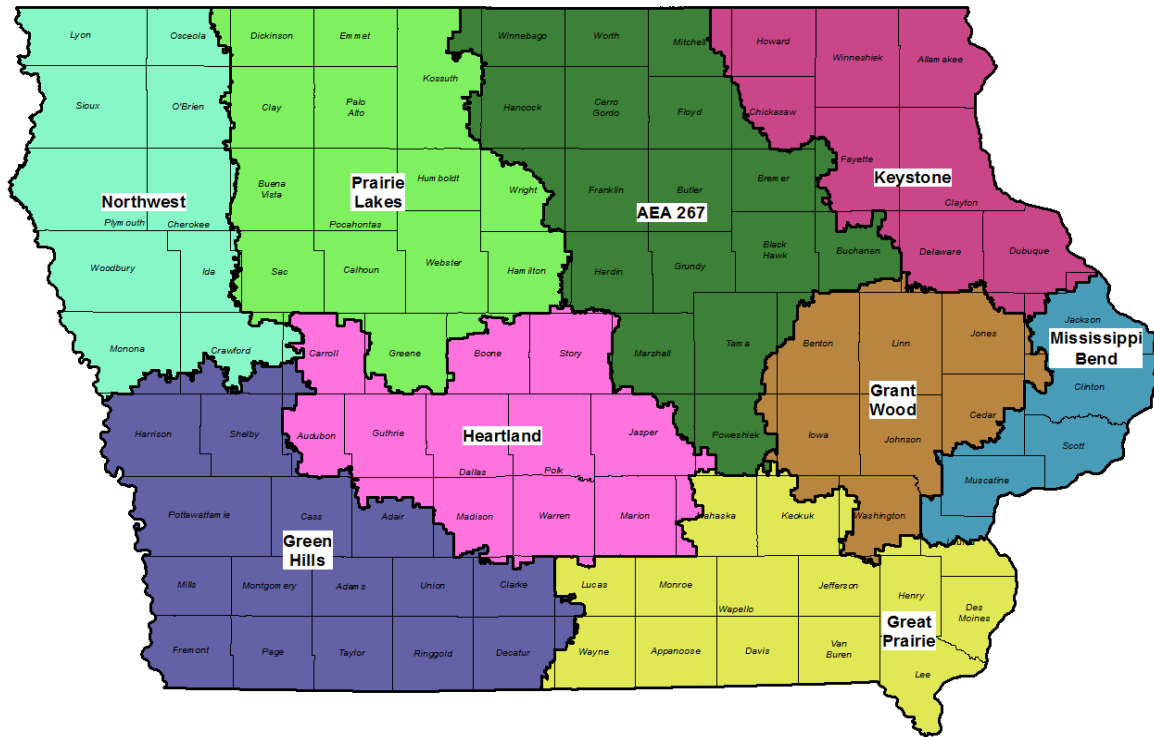 Lyon
Osceola
Dickinson
Emmet
Winnebago
Worth
Mitchell
Howard
Winneshiek
Allamakee
Kossuth
Sioux
O'Brien
Clay
Palo
Alto
Hancock
Cerro
Gordo
Floyd
Chickasaw
Fayette
Keystone
Clayton
Northwest
Plymouth
Cherokee
Buena
Vista
Prairie
Lakes
Humboldt
Pocahontas
Wright
Franklin
Butler
Bremer
AEA 267
Woodbury
Ida
Sac
Calhoun
Webster
Hamilton
Hardin
Grundy
Black
Hawk
Buchanan
Delaware
Dubuque
Monona
Crawford
Carroll
Greene
Boone
Story
Marshall
Tama
Benton
Linn
Jones
Jackson
Mississippi
Bend
Clinton
Grant
Wood
Cedar
Harrison
Shelby
Audubon
Guthrie
Heartland
Dallas
Polk
Jasper
Poweshiek
Iowa
Johnson
Scott
Muscatine
Pottawattamie
Cass
Adair
Green
Hills
Madison
Warren
Marion
ahaska
Keokuk
Washington
Mills
Montgomery
Adams
Union
Clarke
Lucas
Monroe
Wapello
Jefferson
Henry
Des
Moines
Great
Prairie
Fremont
Page
Taylor
Ringgold
Decatur
Wayne
Appanoose
Davis
Van
Buren
Lee